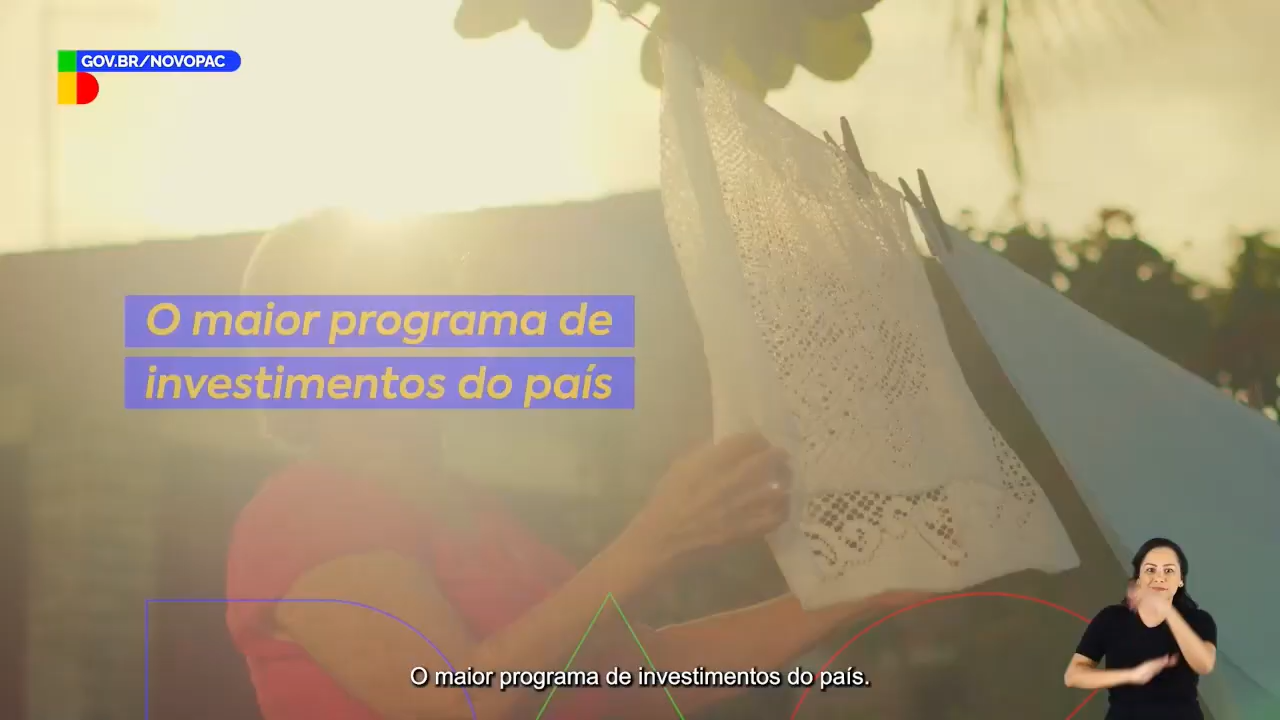 GOV.BR/NOVOPAC
O maior programa de
investimentos do país
O maior programa de investimentos do país.